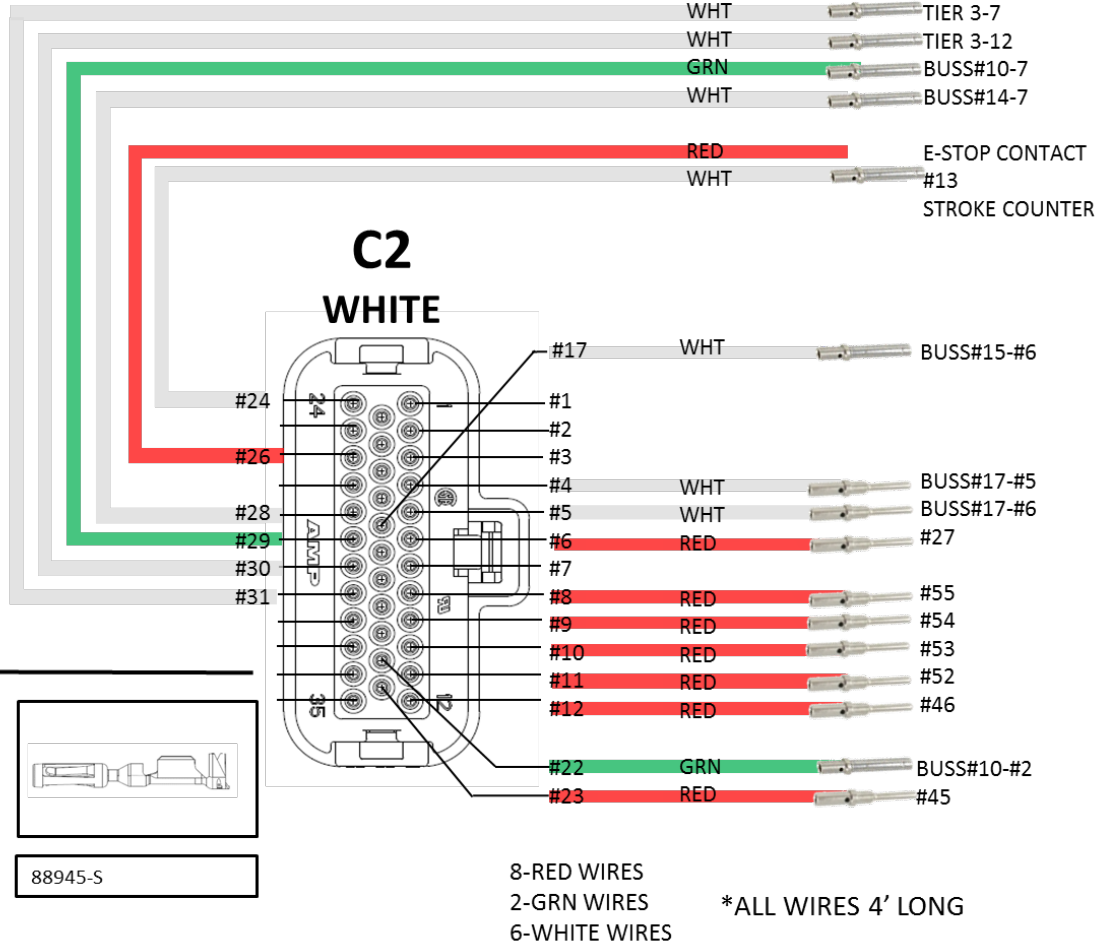 WHT TIER 3-7
WHT TIER 3-12
GRN BUSS#10-7
WHT BUSS#14-7
RED E-STOP CONTACT
WHT #13
STROKE COUNTER
C2
WHITE
#17 WHT BUSS#15-#6
#24 24 1 #1
#2
#26 #3
#4 WHT BUSS#17-#5
#28 #5 WHT BUSS#17-#6
#29 AMP #6 RED #27
#30 #7
#31 #8 RED #55
#9 RED #54
#10 RED #53
#11 RED #52
35 12 #12 RED #46
#22 GRN BUSS#10-#2
#23 RED #45
88945-S
8-RED WIRES
2-GRN WIRES
6-WHITE WIRES
*ALL WIRES 4’ LONG